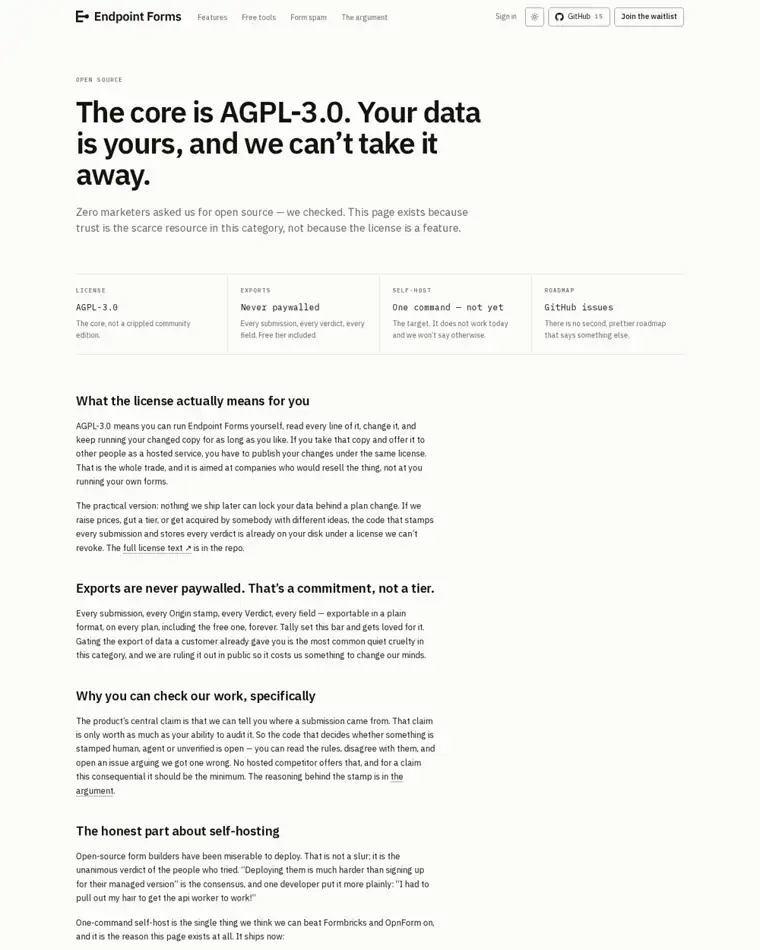 Endpoint Forms Features Free tools Form spam The argument Sign in GitHub 15 Join the waitlist
OPEN SOURCE
The core is AGPL-3.0. Your data
is yours, and we can't take it
away.
Zero marketers asked us for open source — we checked. This page exists because
trust is the scarce resource in this category, not because the license is a feature.
LICENSE
AGPL-3.0
The core, not a crippled community
edition.
EXPORTS
Never paywalled
Every submission, every verdict, every
field. Free tier included.
SELF-HOST
One command — not yet
The target. It does not work today
and we won't say otherwise.
ROADMAP
GitHub issues
There is no second, prettier roadmap
that says something else.
What the license actually means for you
AGPL-3.0 means you can run Endpoint Forms yourself, read every line of it, change it, and
keep running your changed copy for as long as you like. If you take that copy and offer it to
other people as a hosted service, you have to publish your changes under the same license.
That is the whole trade, and it is aimed at companies who would resell the thing, not at you
running your own forms.
The practical version: nothing we ship later can lock your data behind a plan change. If we
raise prices, gut a tier, or get acquired by somebody with different ideas, the code that stamps
every submission and stores every verdict is already on your disk under a license we can't
revoke. The full license text ↗ is in the repo.
Exports are never paywalled. That's a commitment, not a tier.
Every submission, every Origin stamp, every Verdict, every field — exportable in a plain
format, on every plan, including the free one, forever. Tally set this bar and gets loved for it.
Gating the export of data a customer already gave you is the most common quiet cruelty in
this category, and we are ruling it out in public so it costs us something to change our minds.
Why you can check our work, specifically
The product's central claim is that we can tell you where a submission came from. That claim
is only worth as much as your ability to audit it. So the code that decides whether something is
stamped human, agent or unverified is open — you can read the rules, disagree with them, and
open an issue arguing we got one wrong. No hosted competitor offers that, and for a claim
this consequential it should be the minimum. The reasoning behind the stamp is in the
argument.
The honest part about self-hosting
Open-source form builders have been miserable to deploy. That is not a slur; it is the
unanimous verdict of the people who tried. "Deploying them is much harder than signing up
for their managed version" is the consensus, and one developer put it more plainly: "I had to
pull out my hair to get the api worker to work!"
One-command self-host is the single thing we think we can beat Formbricks and OpnForm on,
and it is the reason this page exists at all. It ships now: